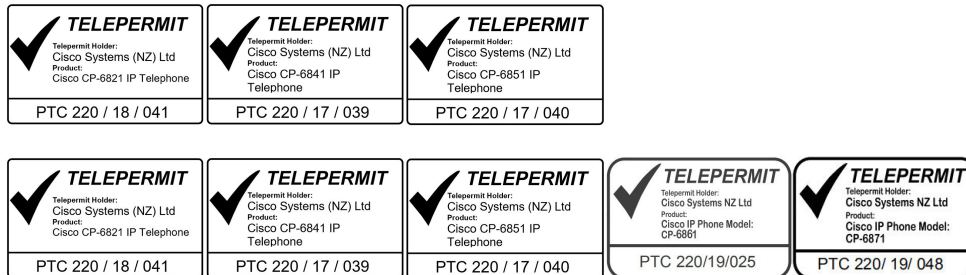 TELEPERMIT
Telepermit Holder:
Cisco Systems (NZ) Ltd
Product:
Cisco CP-6821 IP Telephone
PTC 220 / 18 / 041
TELEPERMIT
Telepermit Holder:
Cisco Systems (NZ) Ltd
Product:
Cisco CP-6841 IP
Telephone
PTC 220 / 17 / 039
TELEPERMIT
Telepermit Holder:
Cisco Systems (NZ) Ltd
Product:
Cisco CP-6851 IP
Telephone
PTC 220 / 17 / 040
TELEPERMIT
Telepermit Holder:
Cisco Systems (NZ) Ltd
Product:
Cisco CP-6821 IP Telephone
PTC 220 / 18 / 041
TELEPERMIT
Telepermit Holder:
Cisco Systems (NZ) Ltd
Product:
Cisco CP-6841 IP
Telephone
PTC 220 / 17 / 039
TELEPERMIT
Telepermit Holder:
Cisco Systems (NZ) Ltd
Product:
Cisco CP-6851 IP
Telephone
PTC 220 / 17 / 040
TELEPERMIT
Telepermit Holder:
Cisco Systems NZ Ltd
Product:
Cisco IP Phone Model:
CP-6861
PTC 220/19/025
TELEPERMIT
Telepermit Holder:
Cisco Systems NZ Ltd
Product:
Cisco IP Phone Model:
CP-6871
PTC 220/ 19/ 048